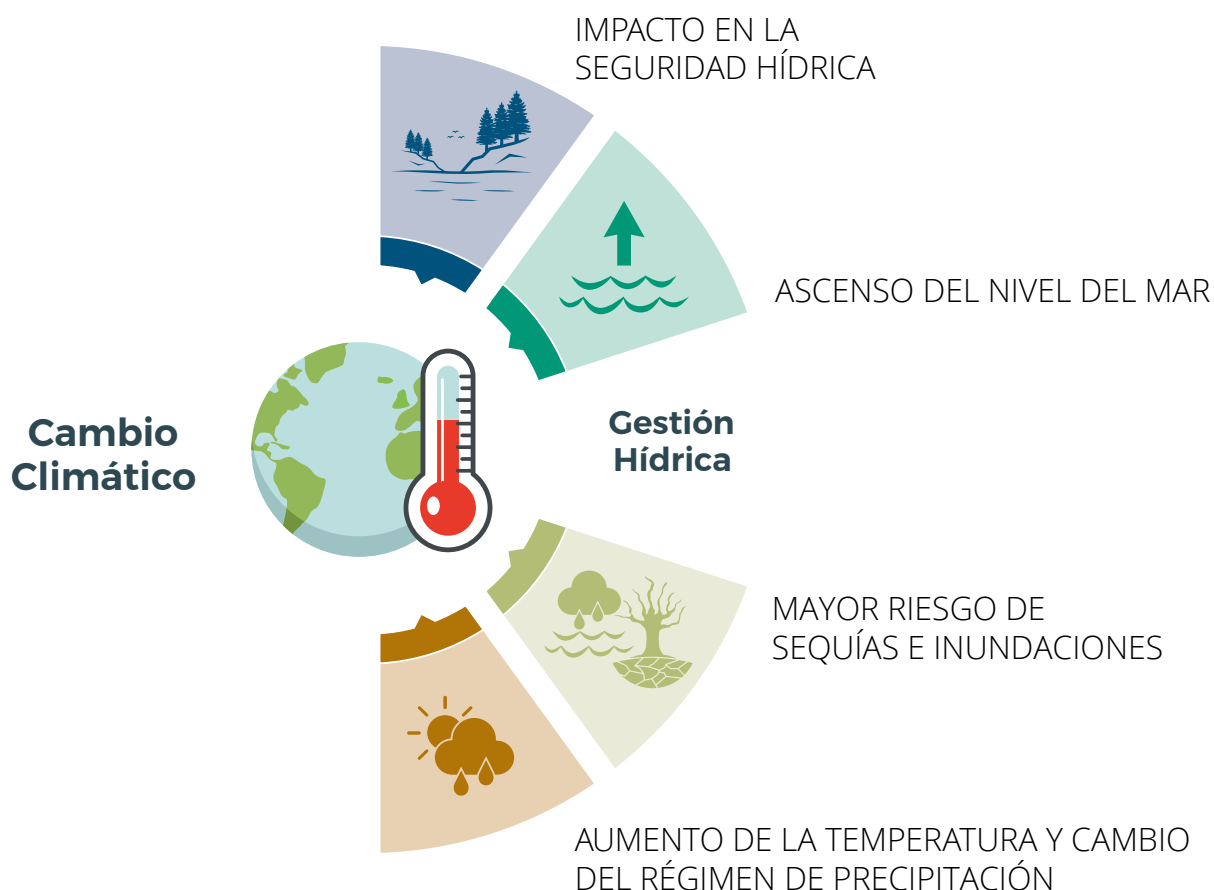 IMPACTO EN LA
SEGURIDAD HÍDRICA
ASCENSO DEL NIVEL DEL MAR
Cambio
Climático
Gestión
Hídrica
MAYOR RIESGO DE
SEQUÍAS E INUNDACIONES
AUMENTO DE LA TEMPERATURA Y CAMBIO
DEL RÉGIMEN DE PRECIPITACIÓN